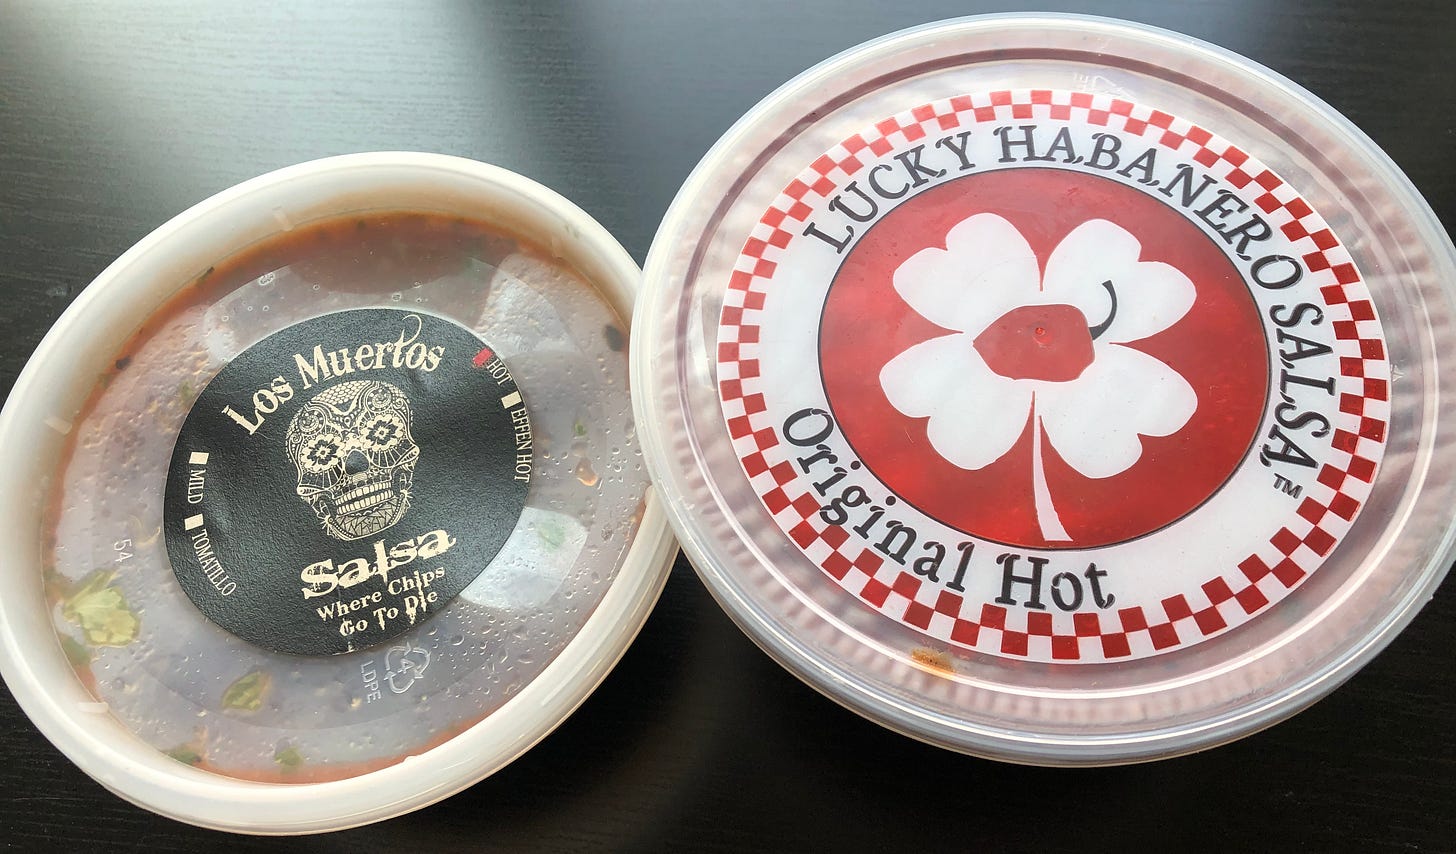 Los Muertos
HOT
EFFEN HOT
MILD
TOMATILLO
Salsa
Where Chips
Go To Die
54
4
LDPE
LUCKY HABANERO SALSA™
Original Hot